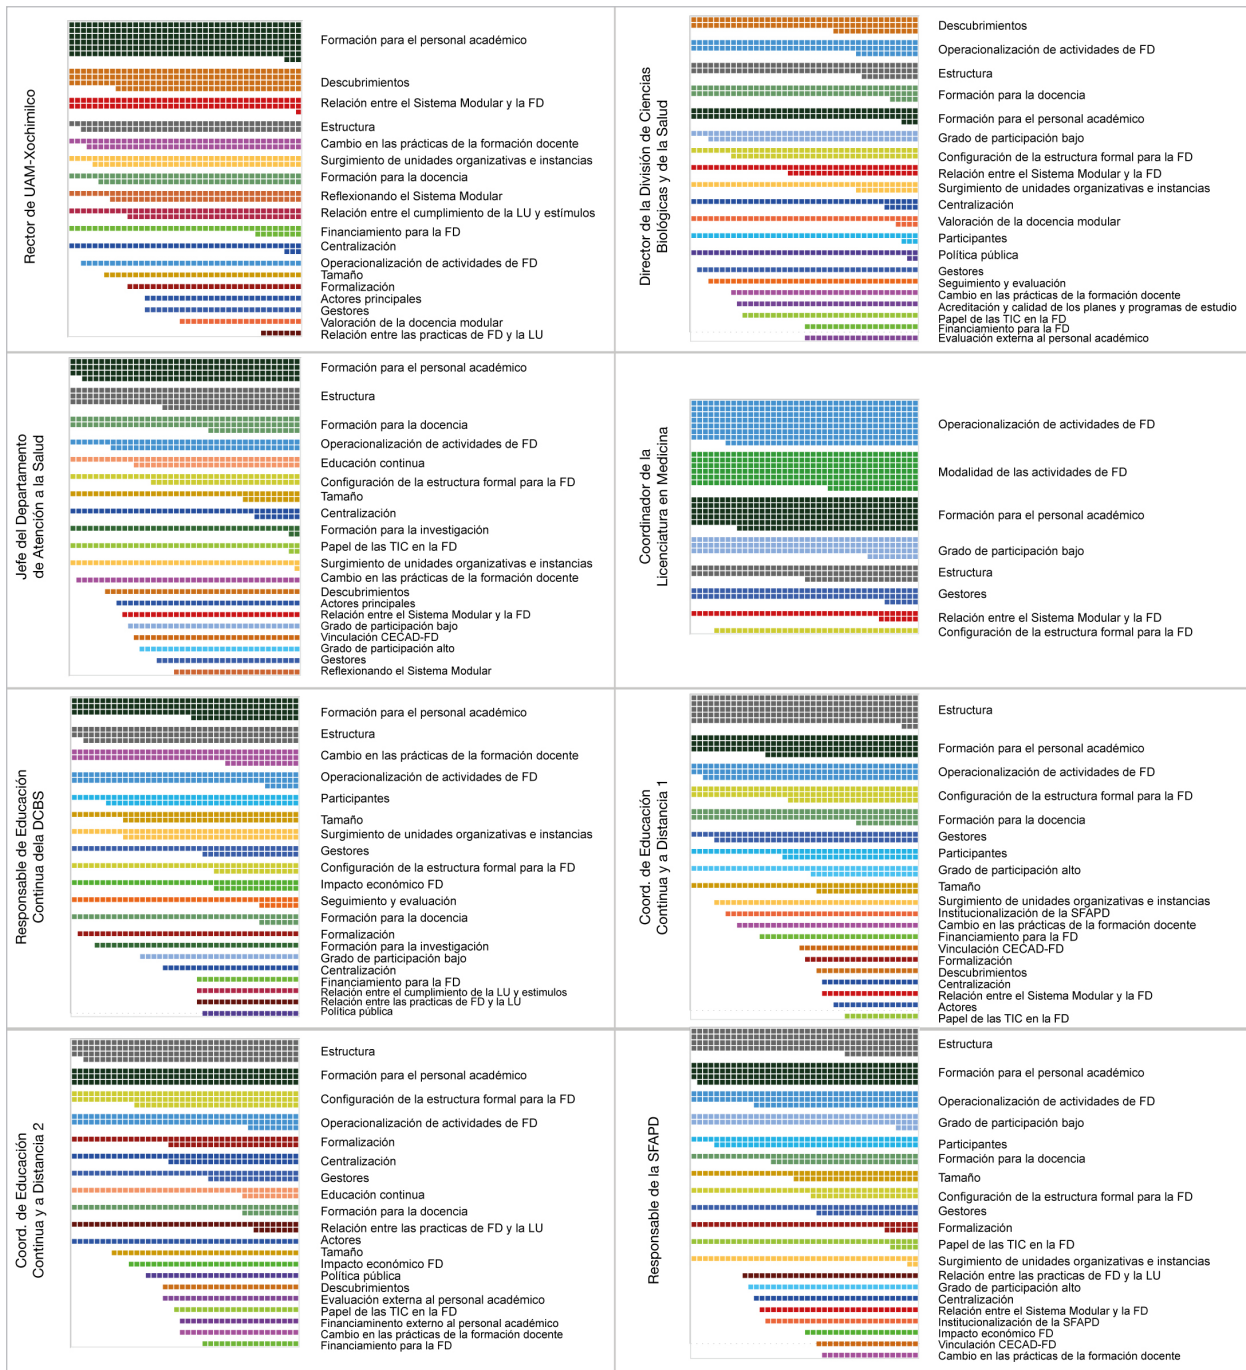 Rector de UAM-Xochimilco
Formación para el personal académico
Descubrimientos
Relación entre el Sistema Modular y la FD
Estructura
Cambio en las prácticas de la formación docente
Surgimiento de unidades organizativas e instancias
Formación para la docencia
Reflexionando el Sistema Modular
Relación entre el cumplimiento de la LU y estímulos
Financiamiento para la FD
Centralización
Operacionalización de actividades de FD
Tamaño
Formalización
Actores principales
Gestores
Valoración de la docencia modular
Relación entre las practicas de FD y la LU
Director de la División de Ciencias
Biológicas y de la Salud
Descubrimientos
Operacionalización de actividades de FD
Estructura
Formación para la docencia
Formación para el personal académico
Grado de participación bajo
Configuración de la estructura formal para la FD
Relación entre el Sistema Modular y la FD
Surgimiento de unidades organizativas e instancias
Centralización
Valoración de la docencia modular
Participantes
Política pública
Gestores
Seguimiento y evaluación
Cambio en las prácticas de la formación docente
Acreditación y calidad de los planes y programas de estudio
Papel de las TIC en la FD
Financiamiento para la FD
Evaluación externa al personal académico
Jefe del Departamento
de Atención a la Salud
Formación para el personal académico
Estructura
Formación para la docencia
Operacionalización de actividades de FD
Educación continua
Configuración de la estructura formal para la FD
Tamaño
Centralización
Formación para la investigación
Papel de las TIC en la FD
Surgimiento de unidades organizativas e instancias
Cambio en las prácticas de la formación docente
Descubrimientos
Actores principales
Relación entre el Sistema Modular y la FD
Grado de participación bajo
Vinculación CECAD-FD
Grado de participación alto
Gestores
Reflexionando el Sistema Modular
Coordinador de la
Licenciatura en Medicina
Operacionalización de actividades de FD
Modalidad de las actividades de FD
Formación para el personal académico
Grado de participación bajo
Estructura
Gestores
Relación entre el Sistema Modular y la FD
Configuración de la estructura formal para la FD
Responsable de Educación
Continua dela DCBS
Formación para el personal académico
Estructura
Cambio en las prácticas de la formación docente
Operacionalización de actividades de FD
Participantes
Tamaño
Surgimiento de unidades organizativas e instancias
Gestores
Configuración de la estructura formal para la FD
Impacto económico FD
Seguimiento y evaluación
Formación para la docencia
Formalización
Formación para la investigación
Grado de participación bajo
Centralización
Financiamiento para la FD
Relación entre el cumplimiento de la LU y estimulos
Relación entre las practicas de FD y la LU
Política pública
Coord. de Educación
Continua y a Distancia 1
Estructura
Formación para el personal académico
Operacionalización de actividades de FD
Configuración de la estructura formal para la FD
Formación para la docencia
Gestores
Participantes
Grado de participación alto
Tamaño
Surgimiento de unidades organizativas e instancias
Institucionalización de la SFAPD
Cambio en las prácticas de la formación docente
Financiamiento para la FD
Vinculación CECAD-FD
Formalización
Descubrimientos
Centralización
Relación entre el Sistema Modular y la FD
Actores
Papel de las TIC en la FD
Coord. de Educación
Continua y a Distancia 2
Estructura
Formación para el personal académico
Configuración de la estructura formal para la FD
Operacionalización de actividades de FD
Formalización
Centralización
Gestores
Educación continua
Formación para la docencia
Relación entre las practicas de FD y la LU
Actores
Tamaño
Impacto económico FD
Política pública
Descubrimientos
Evaluación externa al personal académico
Papel de las TIC en la FD
Financiaminento externo al personal académico
Cambio en las prácticas de la formación docente
Financiamiento para la FD
Responsable de la SFAPD
Estructura
Formación para el personal académico
Operacionalización de actividades de FD
Grado de participación bajo
Participantes
Formación para la docencia
Tamaño
Configuración de la estructura formal para la FD
Gestores
Formalización
Papel de las TIC en la FD
Surgimiento de unidades organizativas e instancias
Relación entre las practicas de FD y la LU
Grado de participación alto
Centralización
Relación entre el Sistema Modular y la FD
Institucionalización de la SFAPD
Impacto económico FD
Vinculación CECAD-FD
Cambio en las prácticas de la formación docente